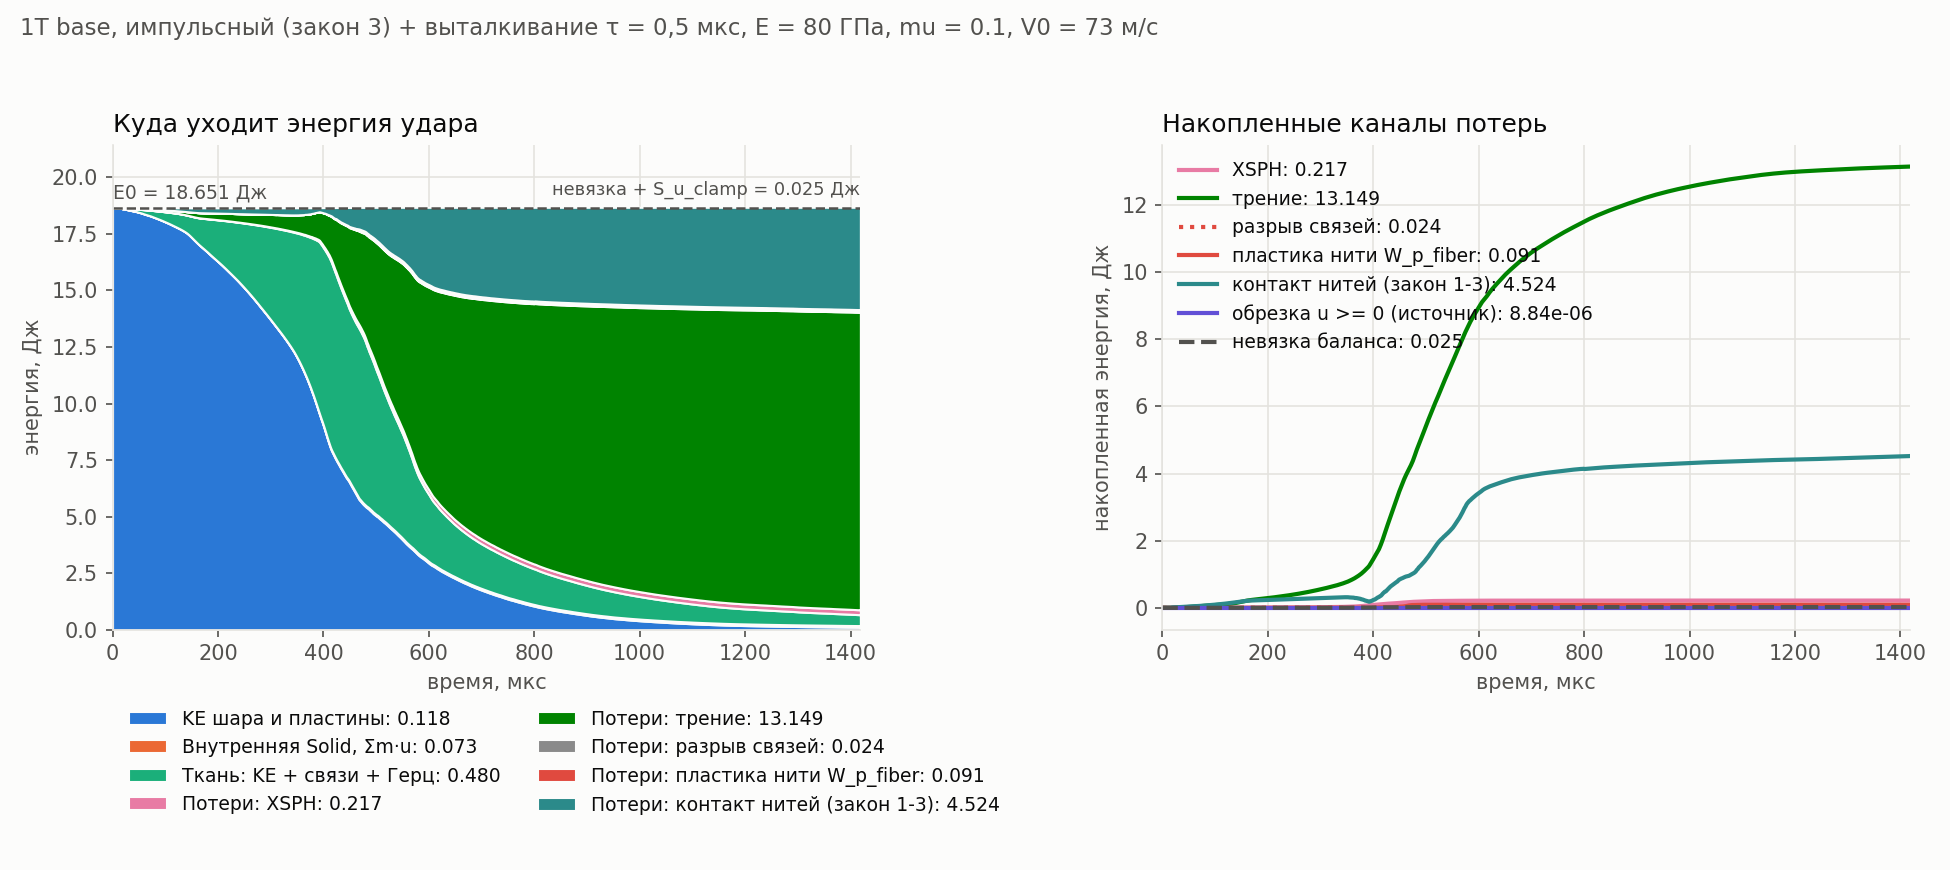 1T base, импульсный (закон 3) + выталкивание τ = 0,5 мкс, E = 80 ГПа, mu = 0.1, V0 = 73 м/с
Куда уходит энергия удара
E0 = 18.651 Дж
невязка + S_u_clamp = 0.025 Дж
20.0
17.5
15.0
12.5
10.0
7.5
5.0
2.5
0.0
энергия, Дж
0 200 400 600 800 1000 1200 1400
время, мкс
KE шара и пластины: 0.118
Внутренняя Solid, Σm·u: 0.073
Ткань: KE + связи + Герц: 0.480
Потери: XSPH: 0.217
Потери: трение: 13.149
Потери: разрыв связей: 0.024
Потери: пластика нити W_p_fiber: 0.091
Потери: контакт нитей (закон 1-3): 4.524
Накопленные каналы потерь
XSPH: 0.217
трение: 13.149
разрыв связей: 0.024
пластика нити W_p_fiber: 0.091
контакт нитей (закон 1-3): 4.524
обрезка u >= 0 (источник): 8.84e-06
невязка баланса: 0.025
12
10
8
6
4
2
0
накопленная энергия, Дж
0 200 400 600 800 1000 1200 1400
время, мкс